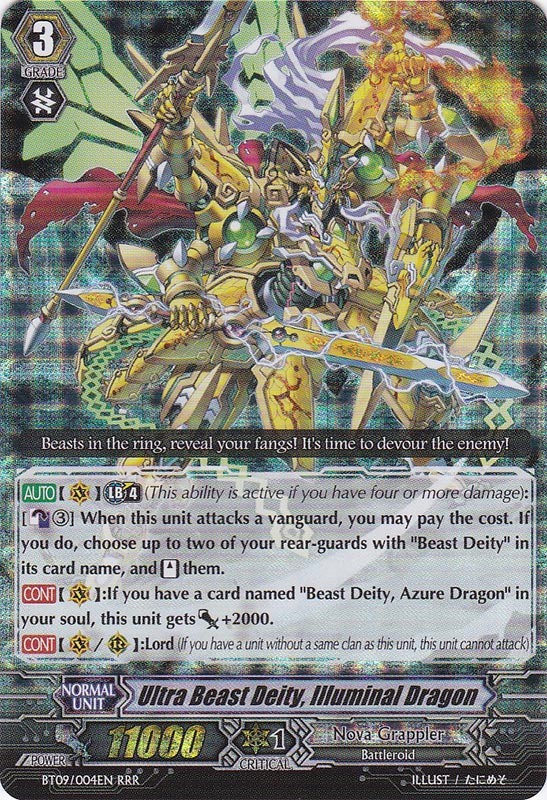 3
GRADE
Beasts in the ring, reveal your fangs! It's time to devour the enemy!
AUTO【 】LB4 (This ability is active if you have four or more damage):
[ ③] When this unit attacks a vanguard, you may pay the cost. If
you do, choose up to two of your rear-guards with "Beast Deity" in
its card name, and them.
CONT【 】:If you have a card named "Beast Deity, Azure Dragon" in
your soul, this unit gets +2000.
CONT【 / 】:Lord (If you have a unit without a same clan as this unit, this unit cannot attack)
NORMAL
UNIT
Ultra Beast Deity, Illuminal Dragon
POWER
11000
1
CRITICAL
Nova Grappler
Battleroid
BT09/004EN RRR
ILLUST / たにめそ